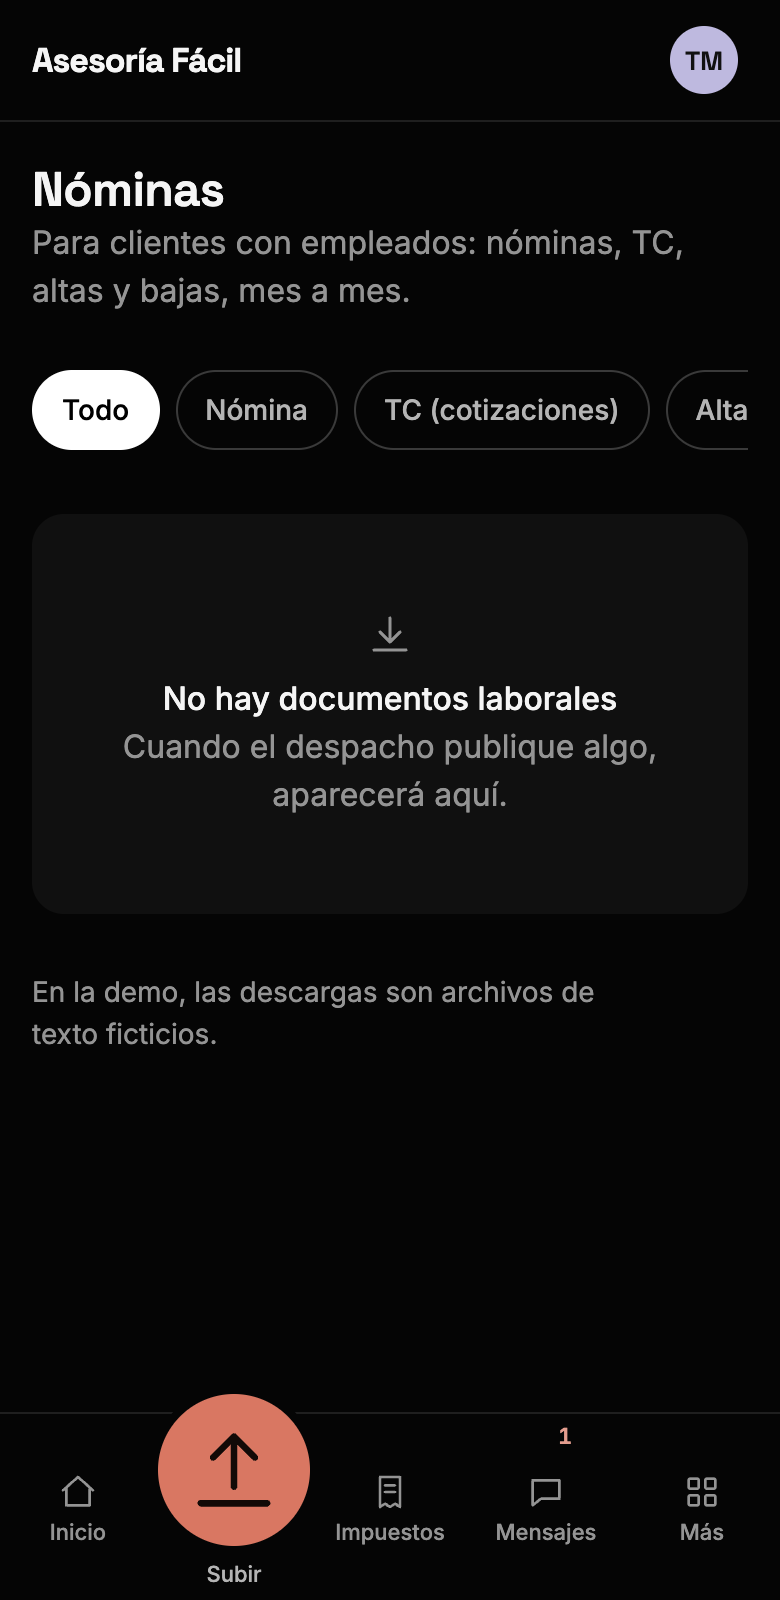 Asesoría Fácil
TM
Nóminas
Para clientes con empleados: nóminas, TC,
altas y bajas, mes a mes.
Todo
Nómina
TC (cotizaciones)
Alta
No hay documentos laborales
Cuando el despacho publique algo,
aparecerá aquí.
En la demo, las descargas son archivos de
texto ficticios.
1
Inicio
Subir
Impuestos
Mensajes
Más